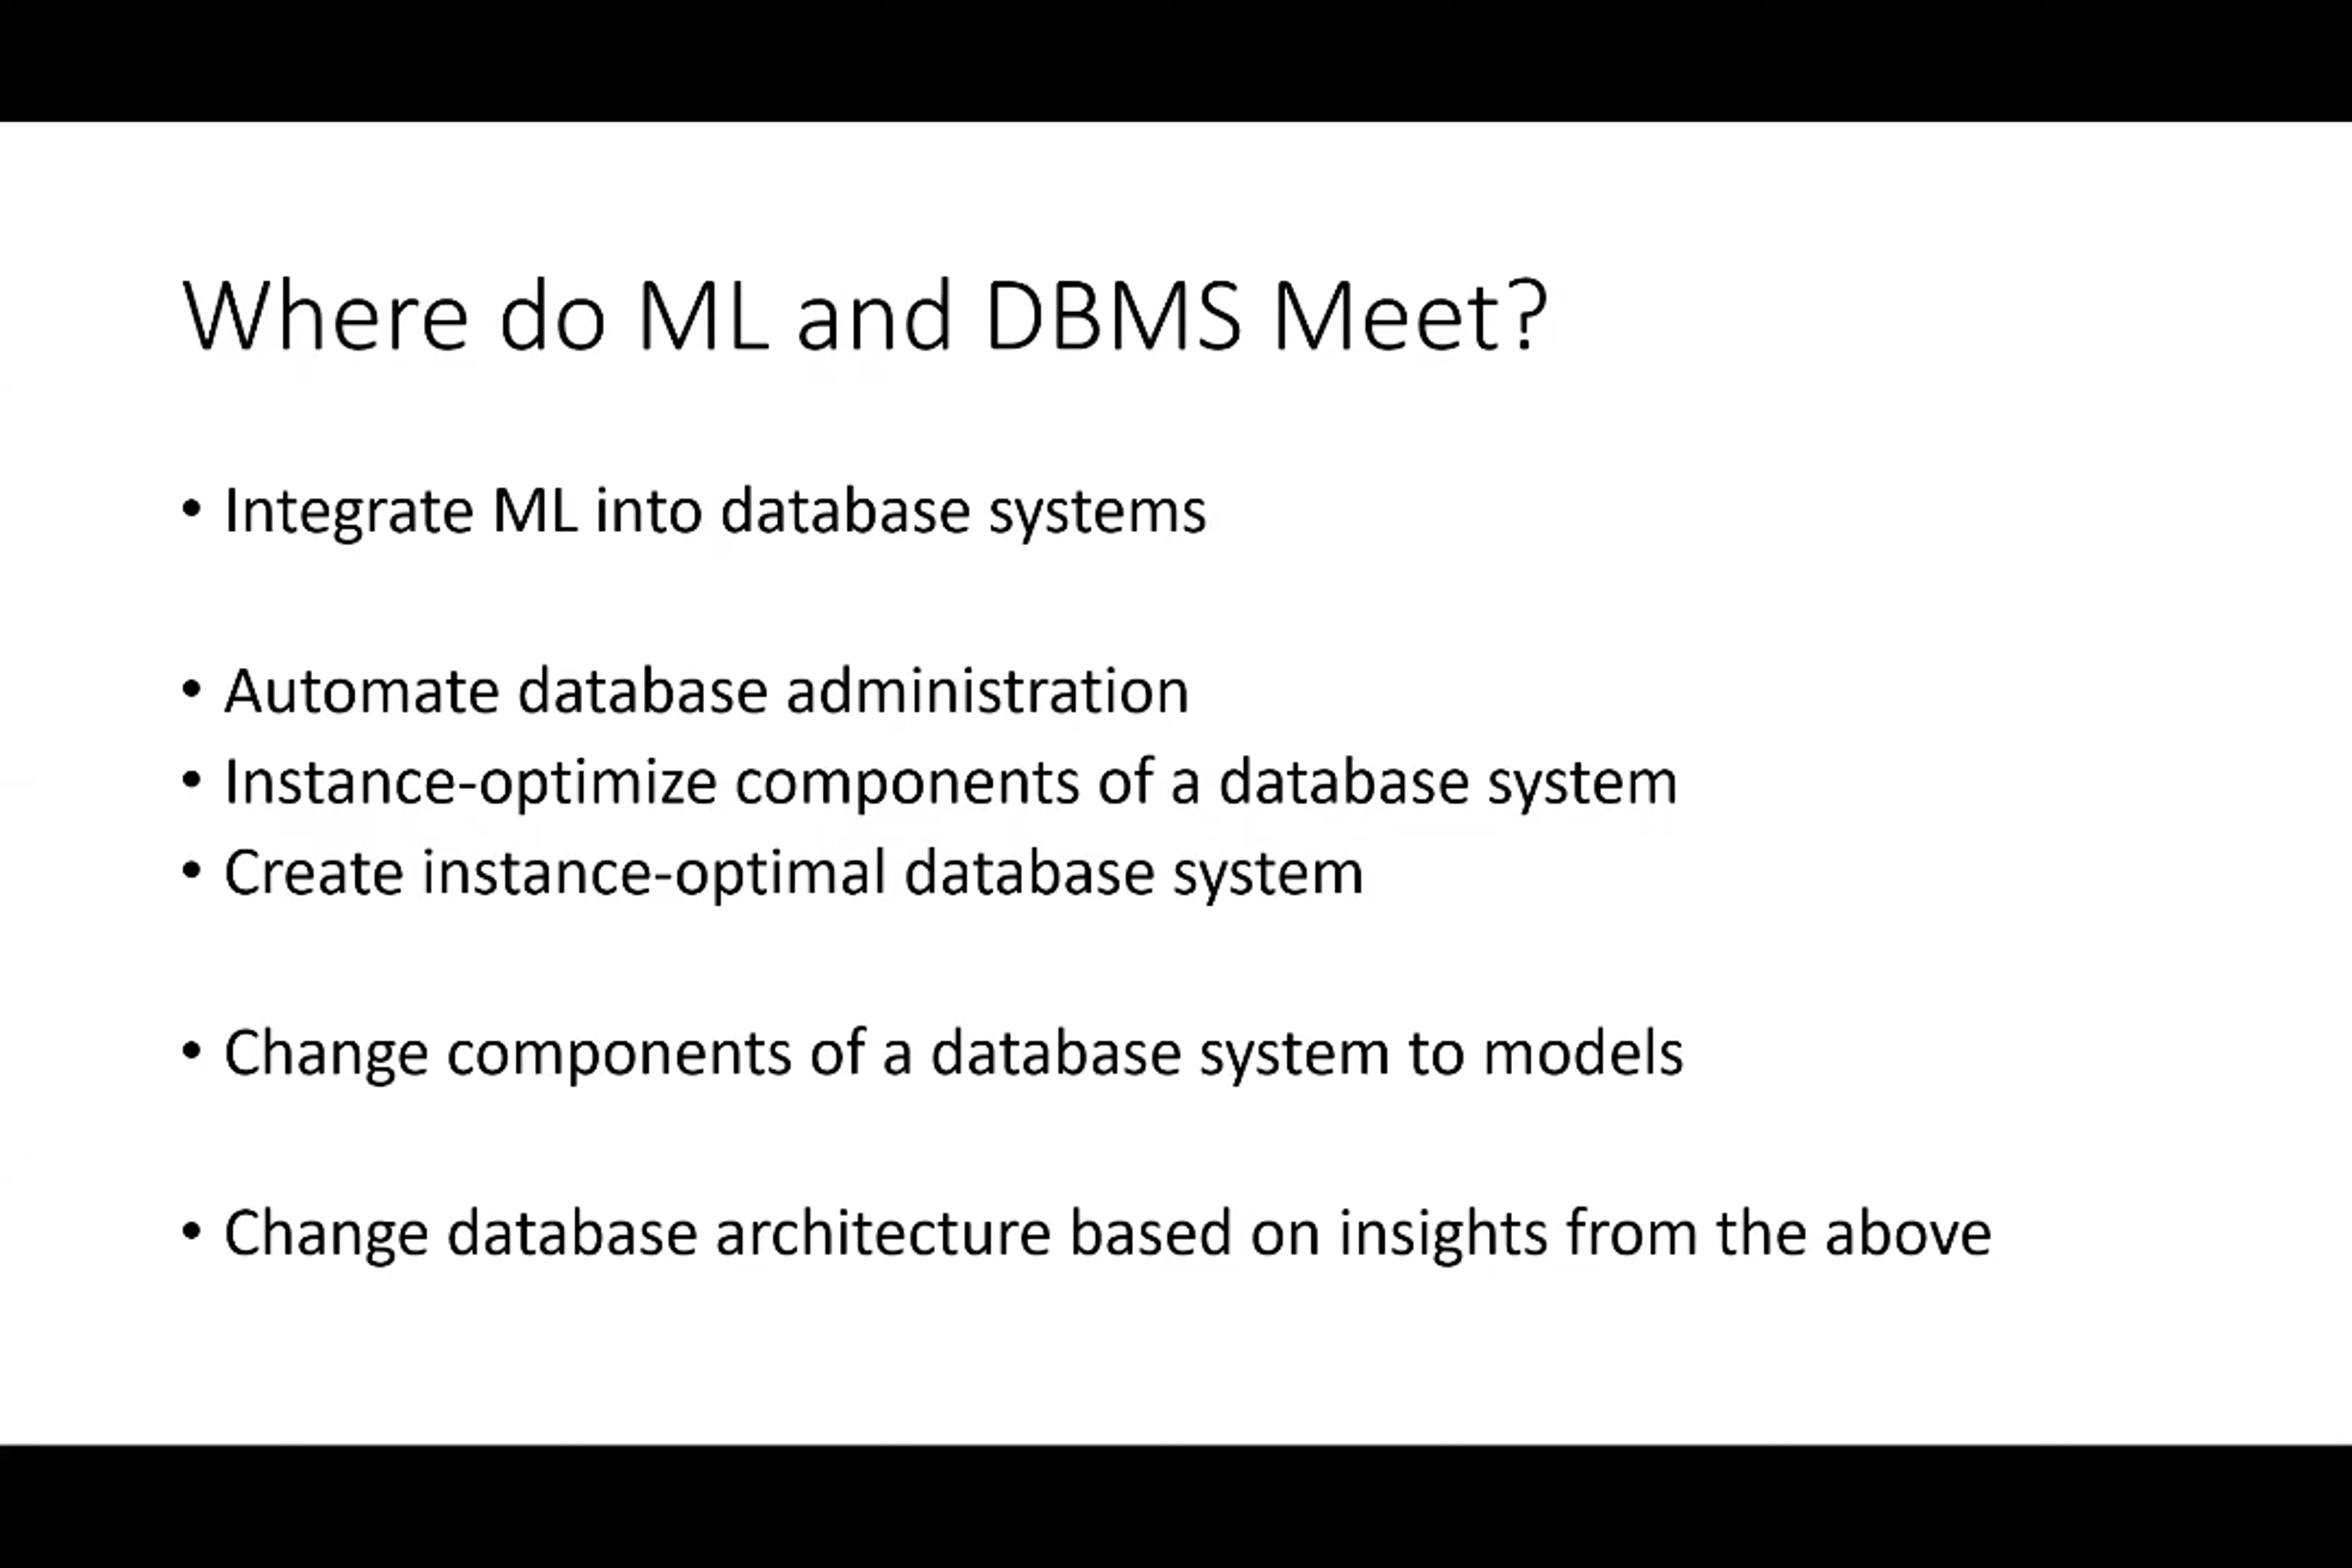 Where do ML and DBMS Meet?
• Integrate ML into database systems
• Automate database administration
• Instance-optimize components of a database system
• Create instance-optimal database system
• Change components of a database system to models
• Change database architecture based on insights from the above